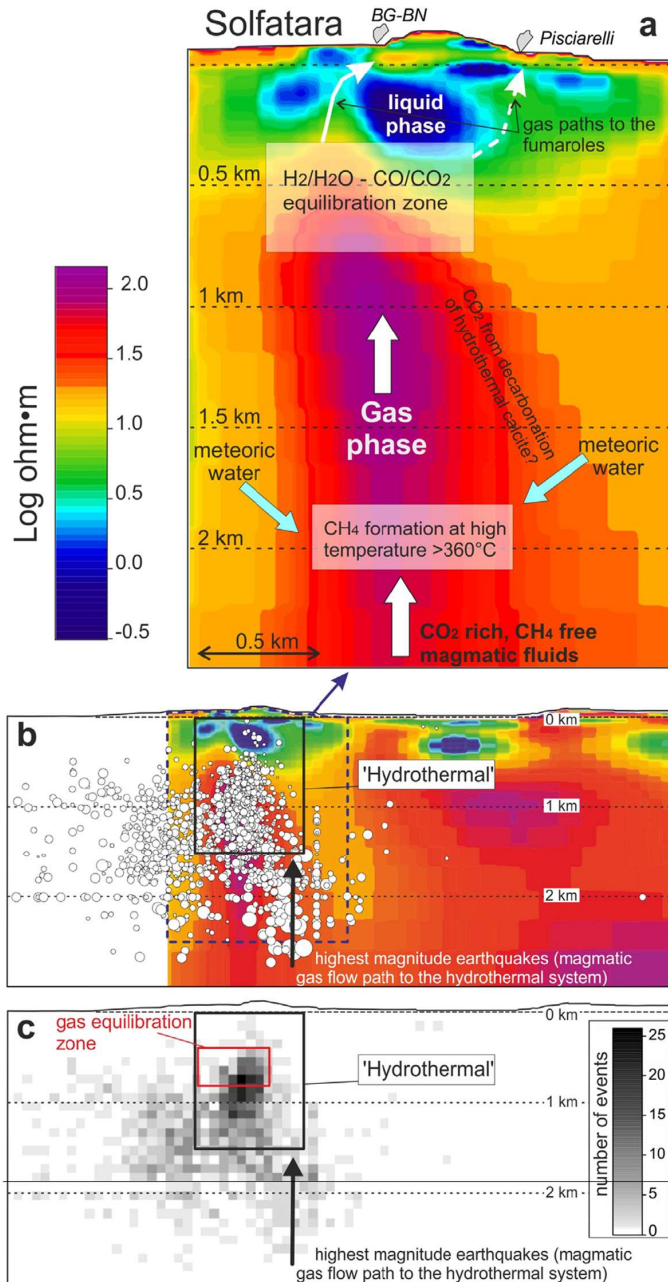 Solfatara
BG-BN
a
Pisciarelli
liquid
phase
gas paths to the
fumaroles
0.5 km
H2/H2O - CO/CO2
equilibration zone
1 km
CO2 from decarbonation
of hydrothermal calcite?
Gas
phase
1.5 km
meteoric
water
meteoric
water
CH4 formation at high
temperature >360°C
2 km
0.5 km
CO2 rich, CH4 free
magmatic fluids
Log ohm•m
2.0
1.5
1.0
0.5
0.0
-0.5
b
0 km
'Hydrothermal'
1 km
2 km
highest magnitude earthquakes (magmatic
gas flow path to the hydrothermal system)
c
0 km
gas equilibration
zone
'Hydrothermal'
1 km
2 km
highest magnitude earthquakes (magmatic
gas flow path to the hydrothermal system)
number of events
25
20
15
10
5
0